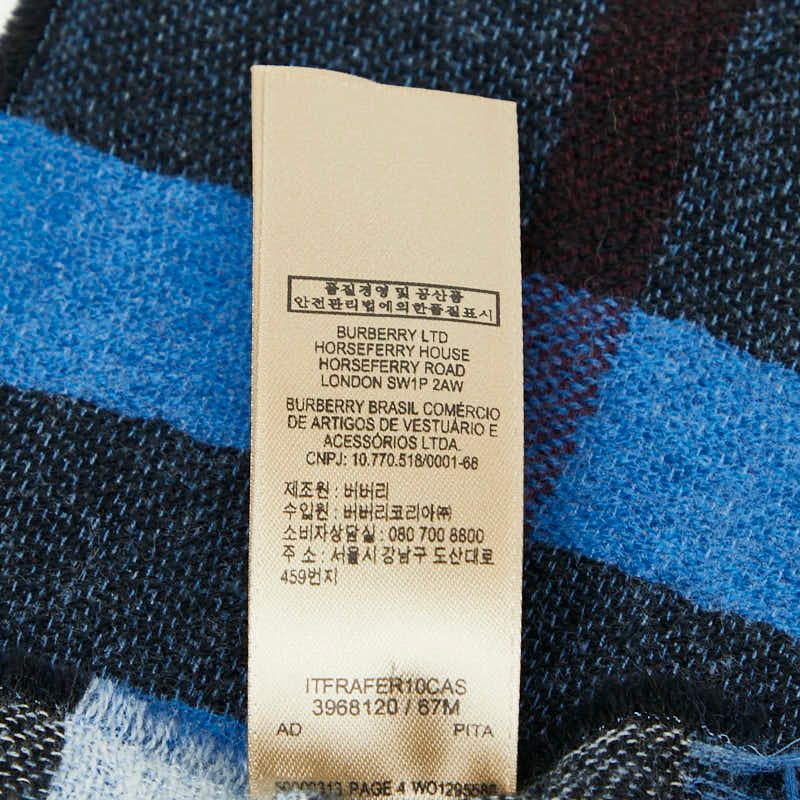 품질경영 및 공산품
안전관리법에의한품질표시
BURBERRY LTD
HORSEFERRY HOUSE
HORSEFERRY ROAD
LONDON SW1P 2AW
BURBERRY BRASIL COMÉRCIO
DE ARTIGOS DE VESTUÁRIO E
ACESSÓRIOS LTDA.
CNPJ: 10.770.518/0001-68
제조원 : 버버리
수입원 : 버버리코리아㈜
소비자상담실 : 080 700 8800
주 소 : 서울시 강남구 도산대로
459번지
ITFRAFER10CAS
3968120 / 67M
AD PITA
PAGE 4